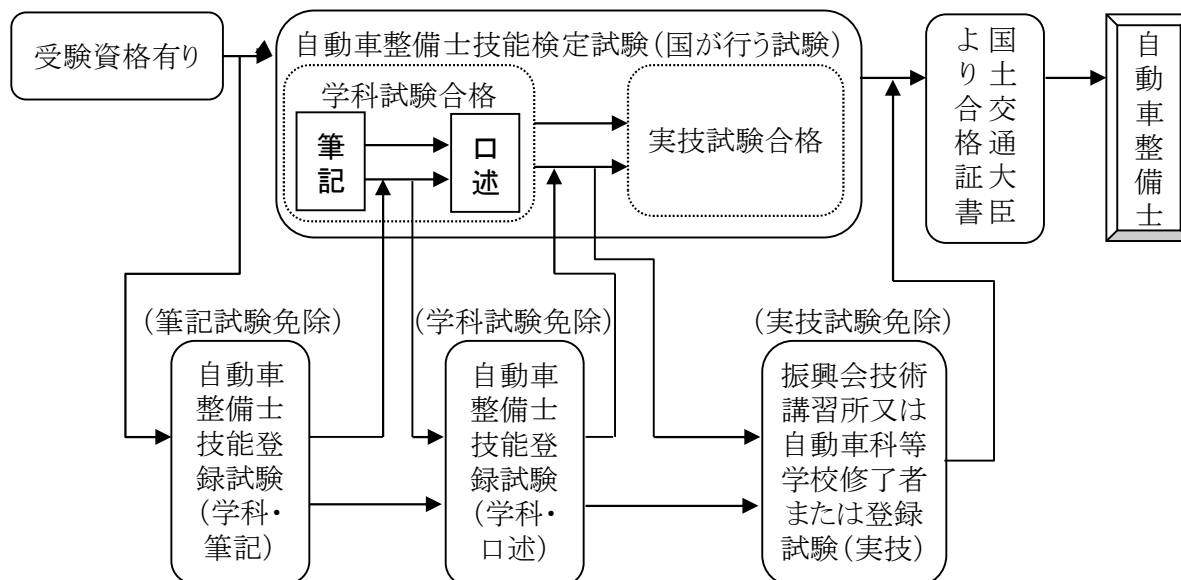 受験資格有り
自動車整備士技能検定試験(国が行う試験)
学科試験合格
筆記
口述
実技試験合格
国土交通大臣
より合格証書
自動車整備士
(筆記試験免除)
自動車
整備士
技能登
録試験
(学科・
筆記)
(学科試験免除)
自動車
整備士
技能登
録試験
(学科・
口述)
(実技試験免除)
振興会技術
講習所又は
自動車科等
学校修了者
または登録
試験(実技)